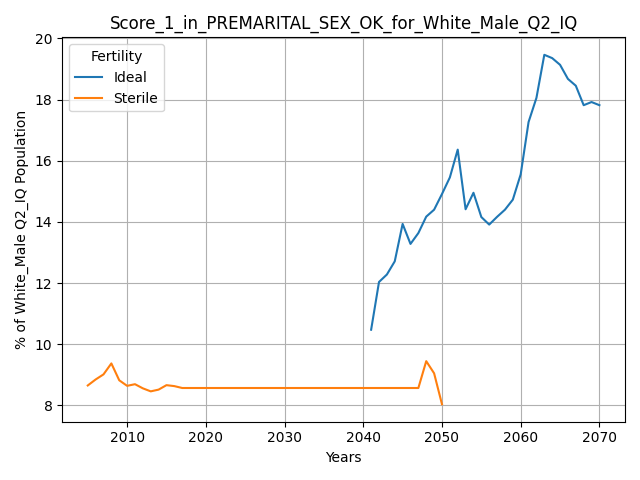 Score_1_in_PREMARITAL_SEX_OK_for_White_Male_Q2_IQ
Fertility
Ideal
Sterile
% of White_Male Q2_IQ Population
20
18
16
14
12
10
8
2010 2020 2030 2040 2050 2060 2070
Years